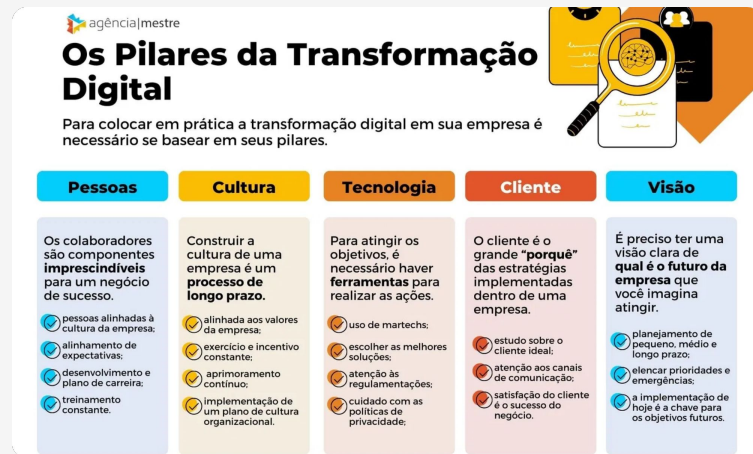 agência|mestre
Os Pilares da Transformação
Digital
Para colocar em prática a transformação digital em sua empresa é
necessário se basear em seus pilares.
Pessoas
Os colaboradores
são componentes
imprescindíveis
para um negócio
de sucesso.
pessoas alinhadas à
cultura da empresa;
alinhamento de
expectativas;
desenvolvimento e
plano de carreira;
treinamento
constante.
Cultura
Construir a
cultura de uma
empresa é um
processo de
longo prazo.
alinhada aos valores
da empresa;
exercício e incentivo
constante;
aprimoramento
contínuo;
implementação de
um plano de cultura
organizacional.
Tecnologia
Para atingir os
objetivos, é
necessário haver
ferramentas para
realizar as ações.
uso de martechs;
escolher as melhores
soluções;
atenção às
regulamentações;
cuidado com as
políticas de
privacidade;
Cliente
O cliente é o
grande “porquê”
das estratégias
implementadas
dentro de uma
empresa.
estudo sobre o
cliente ideal;
atenção aos canais
de comunicação;
satisfação do cliente
é o sucesso do
negócio.
Visão
É preciso ter uma
visão clara de
qual é o futuro da
empresa que
você imagina
atingir.
planejamento de
pequeno, médio e
longo prazo;
elencar prioridades e
emergências;
a implementação de
hoje é a chave para
os objetivos futuros.